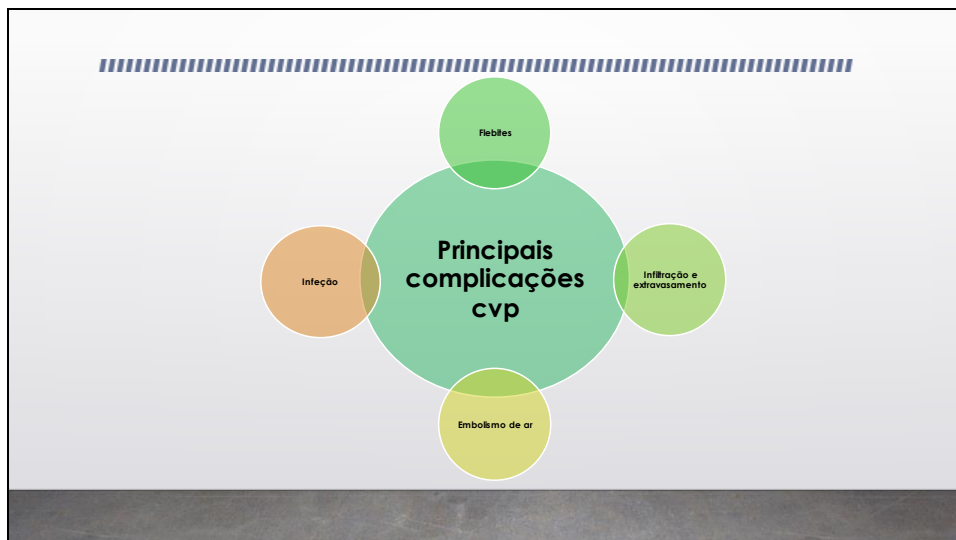 Flebites
Principais
complicações
cvp
Infiltração e
extravasamento
Embolismo de ar
Infeção